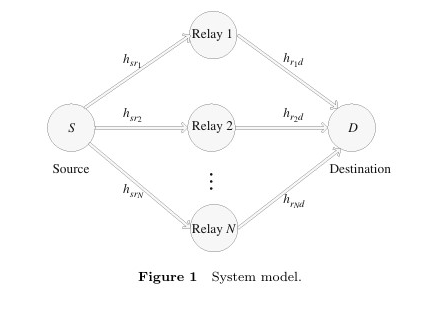 Relay 1
h_{sr_1}
h_{r_1d}
S
h_{sr_2}
Relay 2
h_{r_2d}
D
Source
⋮
Destination
h_{sr_N}
h_{r_Nd}
Relay N
Figure 1 System model.